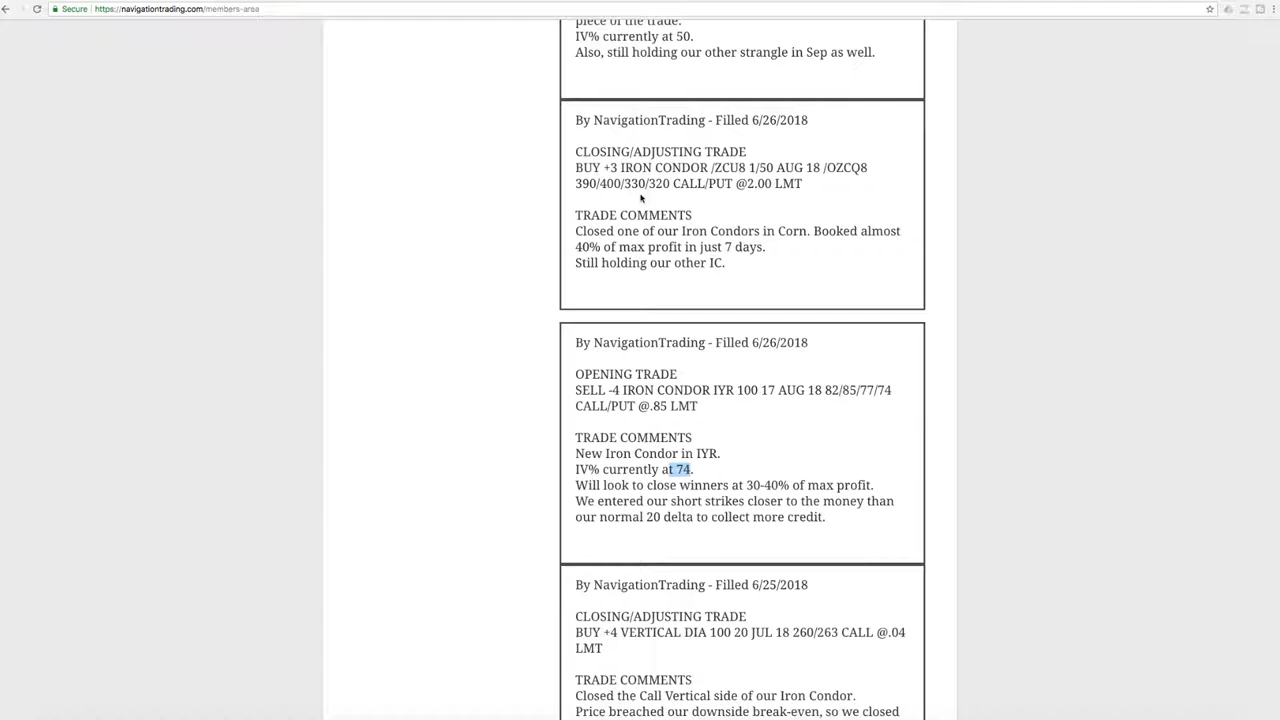 Secure
https://navigationtrading.com/members-area
piece of the trade.
IV% currently at 50.
Also, still holding our other strangle in Sep as well.
By NavigationTrading - Filled 6/26/2018
CLOSING/ADJUSTING TRADE
BUY +3 IRON CONDOR /ZCU8 1/50 AUG 18 /OZCQ8
390/400/330/320 CALL/PUT @2.00 LMT
TRADE COMMENTS
Closed one of our Iron Condors in Corn. Booked almost
40% of max profit in just 7 days.
Still holding our other IC.
By NavigationTrading - Filled 6/26/2018
OPENING TRADE
SELL -4 IRON CONDOR IYR 100 17 AUG 18 82/85/77/74
CALL/PUT @.85 LMT
TRADE COMMENTS
New Iron Condor in IYR.
IV% currently at 74.
Will look to close winners at 30-40% of max profit.
We entered our short strikes closer to the money than
our normal 20 delta to collect more credit.
By NavigationTrading - Filled 6/25/2018
CLOSING/ADJUSTING TRADE
BUY +4 VERTICAL DIA 100 20 JUL 18 260/263 CALL @.04
LMT
TRADE COMMENTS
Closed the Call Vertical side of our Iron Condor.
Price breached our downside break-even, so we closed